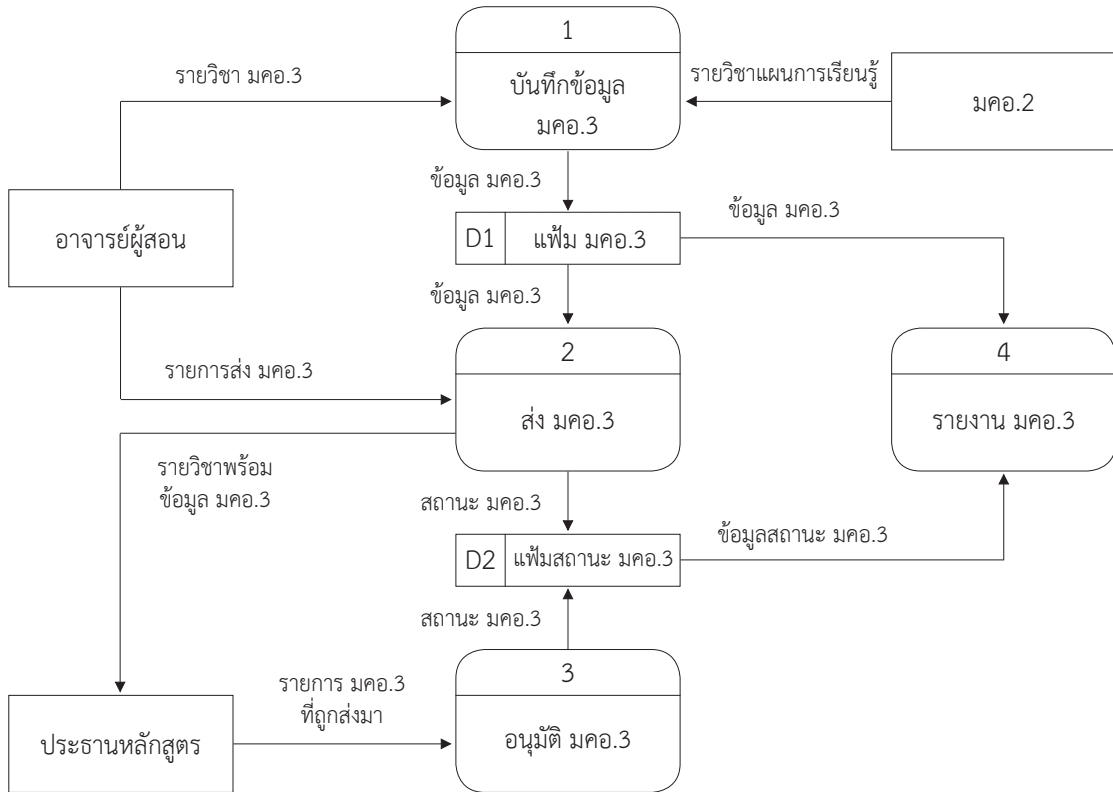 1
รายวิชา มคอ.3
บันทึกข้อมูล
มคอ.3
รายวิชาแผนการเรียนรู้
มคอ.2
ข้อมูล มคอ.3
อาจารย์ผู้สอน
D1
แฟ้ม มคอ.3
ข้อมูล มคอ.3
ข้อมูล มคอ.3
2
4
รายการส่ง มคอ.3
ส่ง มคอ.3
รายงาน มคอ.3
รายวิชาพร้อม
ข้อมูล มคอ.3
สถานะ มคอ.3
D2
แฟ้มสถานะ มคอ.3
ข้อมูลสถานะ มคอ.3
สถานะ มคอ.3
3
รายการ มคอ.3
ที่ถูกส่งมา
ประธานหลักสูตร
อนุมัติ มคอ.3